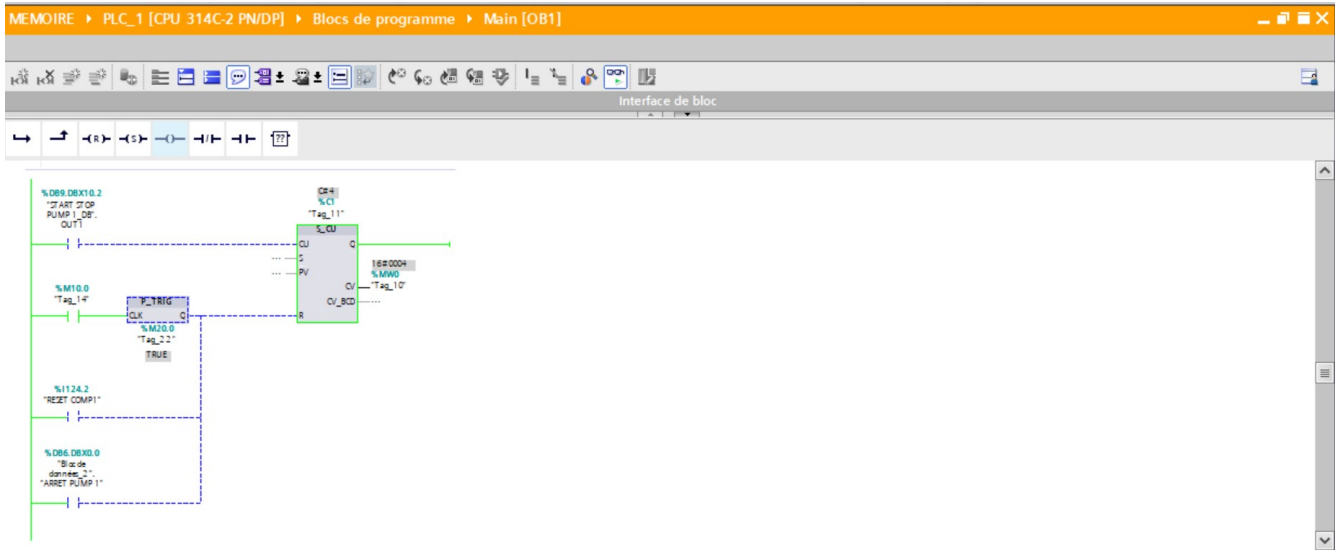 MEMOIRE ▸ PLC_1 [CPU 314C-2 PN/DP] ▸ Blocs de programme ▸ Main [OB1]
Interface de bloc
??
%DB9.DBX10.2
"START STOP
PUMP 1_DB".
OUT1
C#4
%C1
"Tag_11"
S_CU
CU
Q
... S
... PV
16#0004
%MW0
CV
"Tag_10"
CV_BCD ...
R
%M10.0
"Tag_14"
P_TRIG
CLK
Q
%M20.0
"Tag_22"
TRUE
%I124.2
"RESET COMP1"
%DB6.DBX0.0
"Bloc de
données_2".
"ARRET PUMP 1"